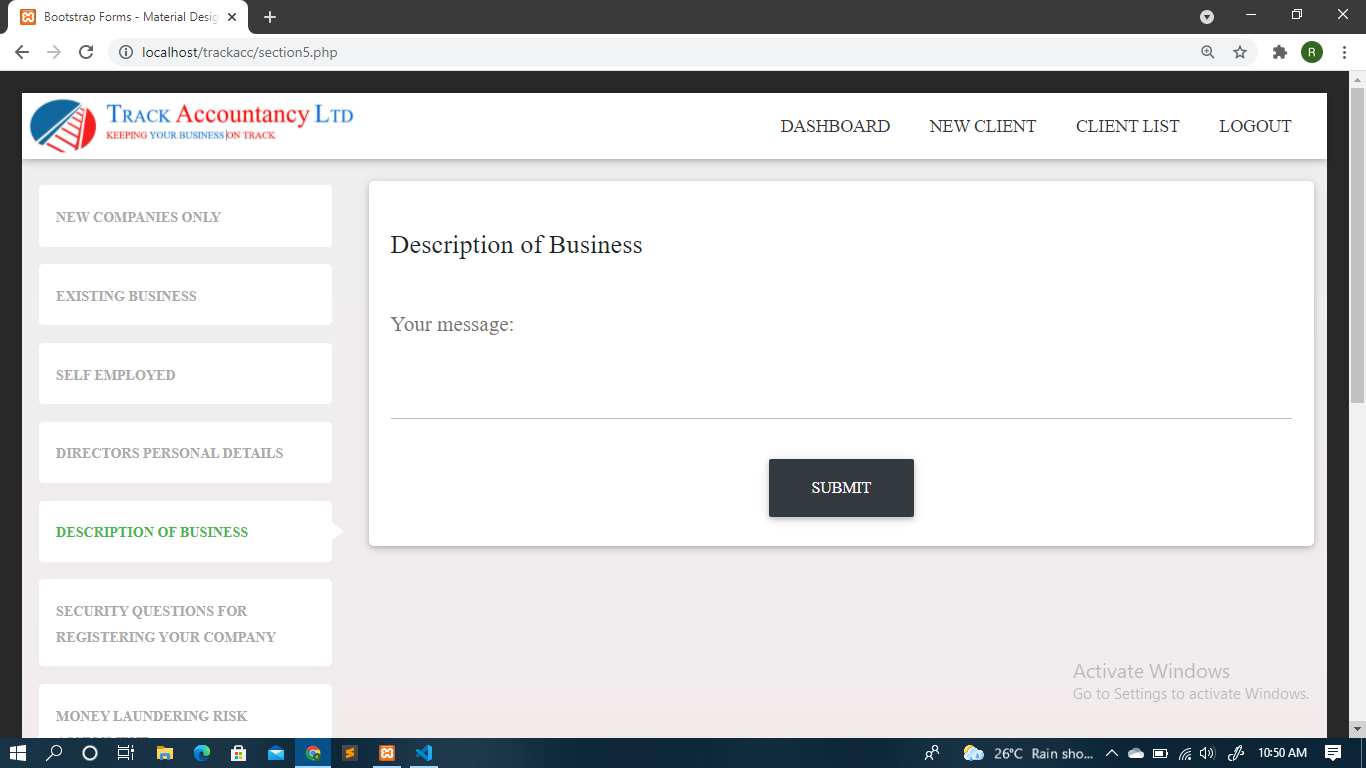 Bootstrap Forms - Material Desig
localhost/trackacc/section5.php
R
TRACK Accountancy LTD
KEEPING YOUR BUSINESS ON TRACK
DASHBOARD NEW CLIENT CLIENT LIST LOGOUT
NEW COMPANIES ONLY
EXISTING BUSINESS
SELF EMPLOYED
DIRECTORS PERSONAL DETAILS
DESCRIPTION OF BUSINESS
SECURITY QUESTIONS FOR
REGISTERING YOUR COMPANY
MONEY LAUNDERING RISK
Description of Business
Your message:
SUBMIT
Activate Windows
Go to Settings to activate Windows.
26°C Rain sho...
10:50 AM